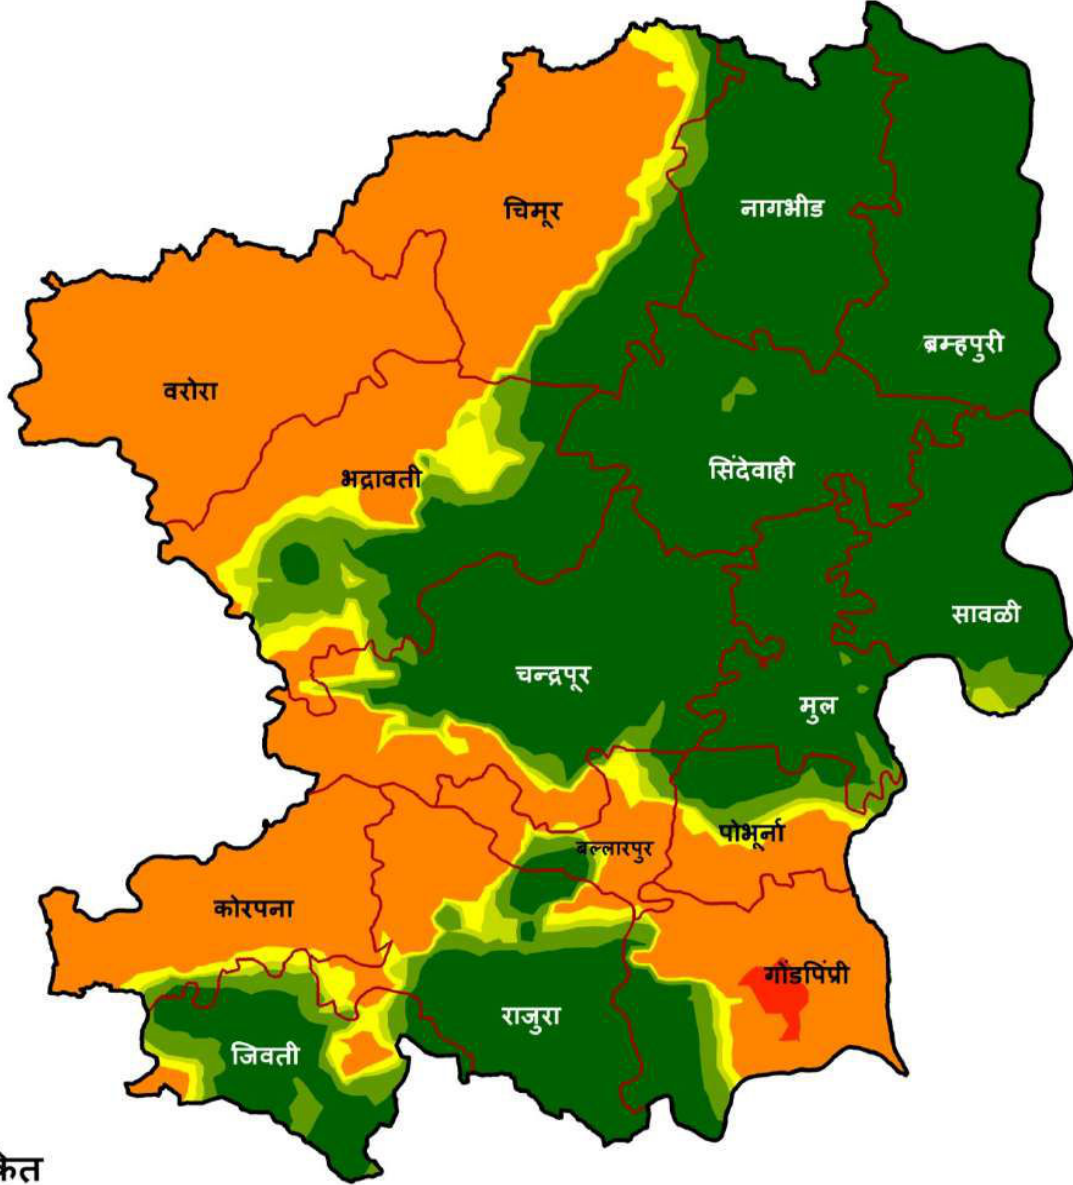 चिमूर
नागभीड
ब्रम्हपुरी
वरोरा
भद्रावती
सिंदेवाही
सावळी
चन्द्रपूर
मुल
पोभूर्ना
बल्लारपुर
कोरपना
गोंडपिंप्री
राजुरा
जिवती